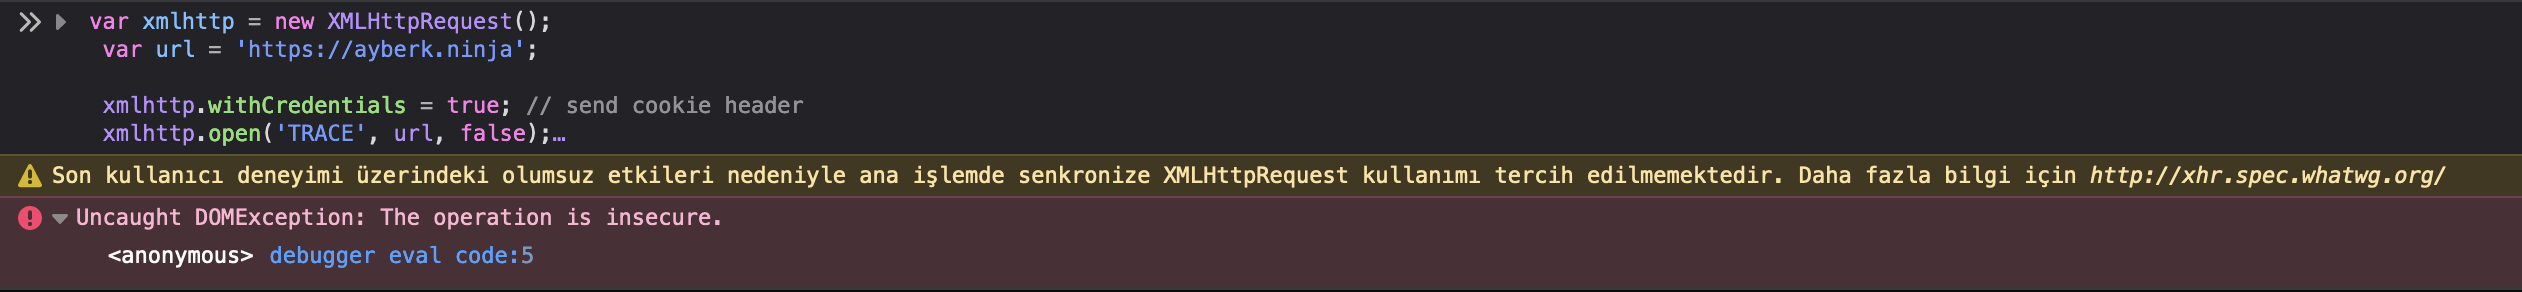 var xmlhttp = new XMLHttpRequest();
var url = 'https://ayberk.ninja';
xmlhttp.withCredentials = true; // send cookie header
xmlhttp.open('TRACE', url, false);…
Son kullanıcı deneyimi üzerindeki olumsuz etkileri nedeniyle ana işlemde senkronize XMLHttpRequest kullanımı tercih edilmemektedir. Daha fazla bilgi için http://xhr.spec.whatwg.org/
Uncaught DOMException: The operation is insecure.
<anonymous> debugger eval code:5